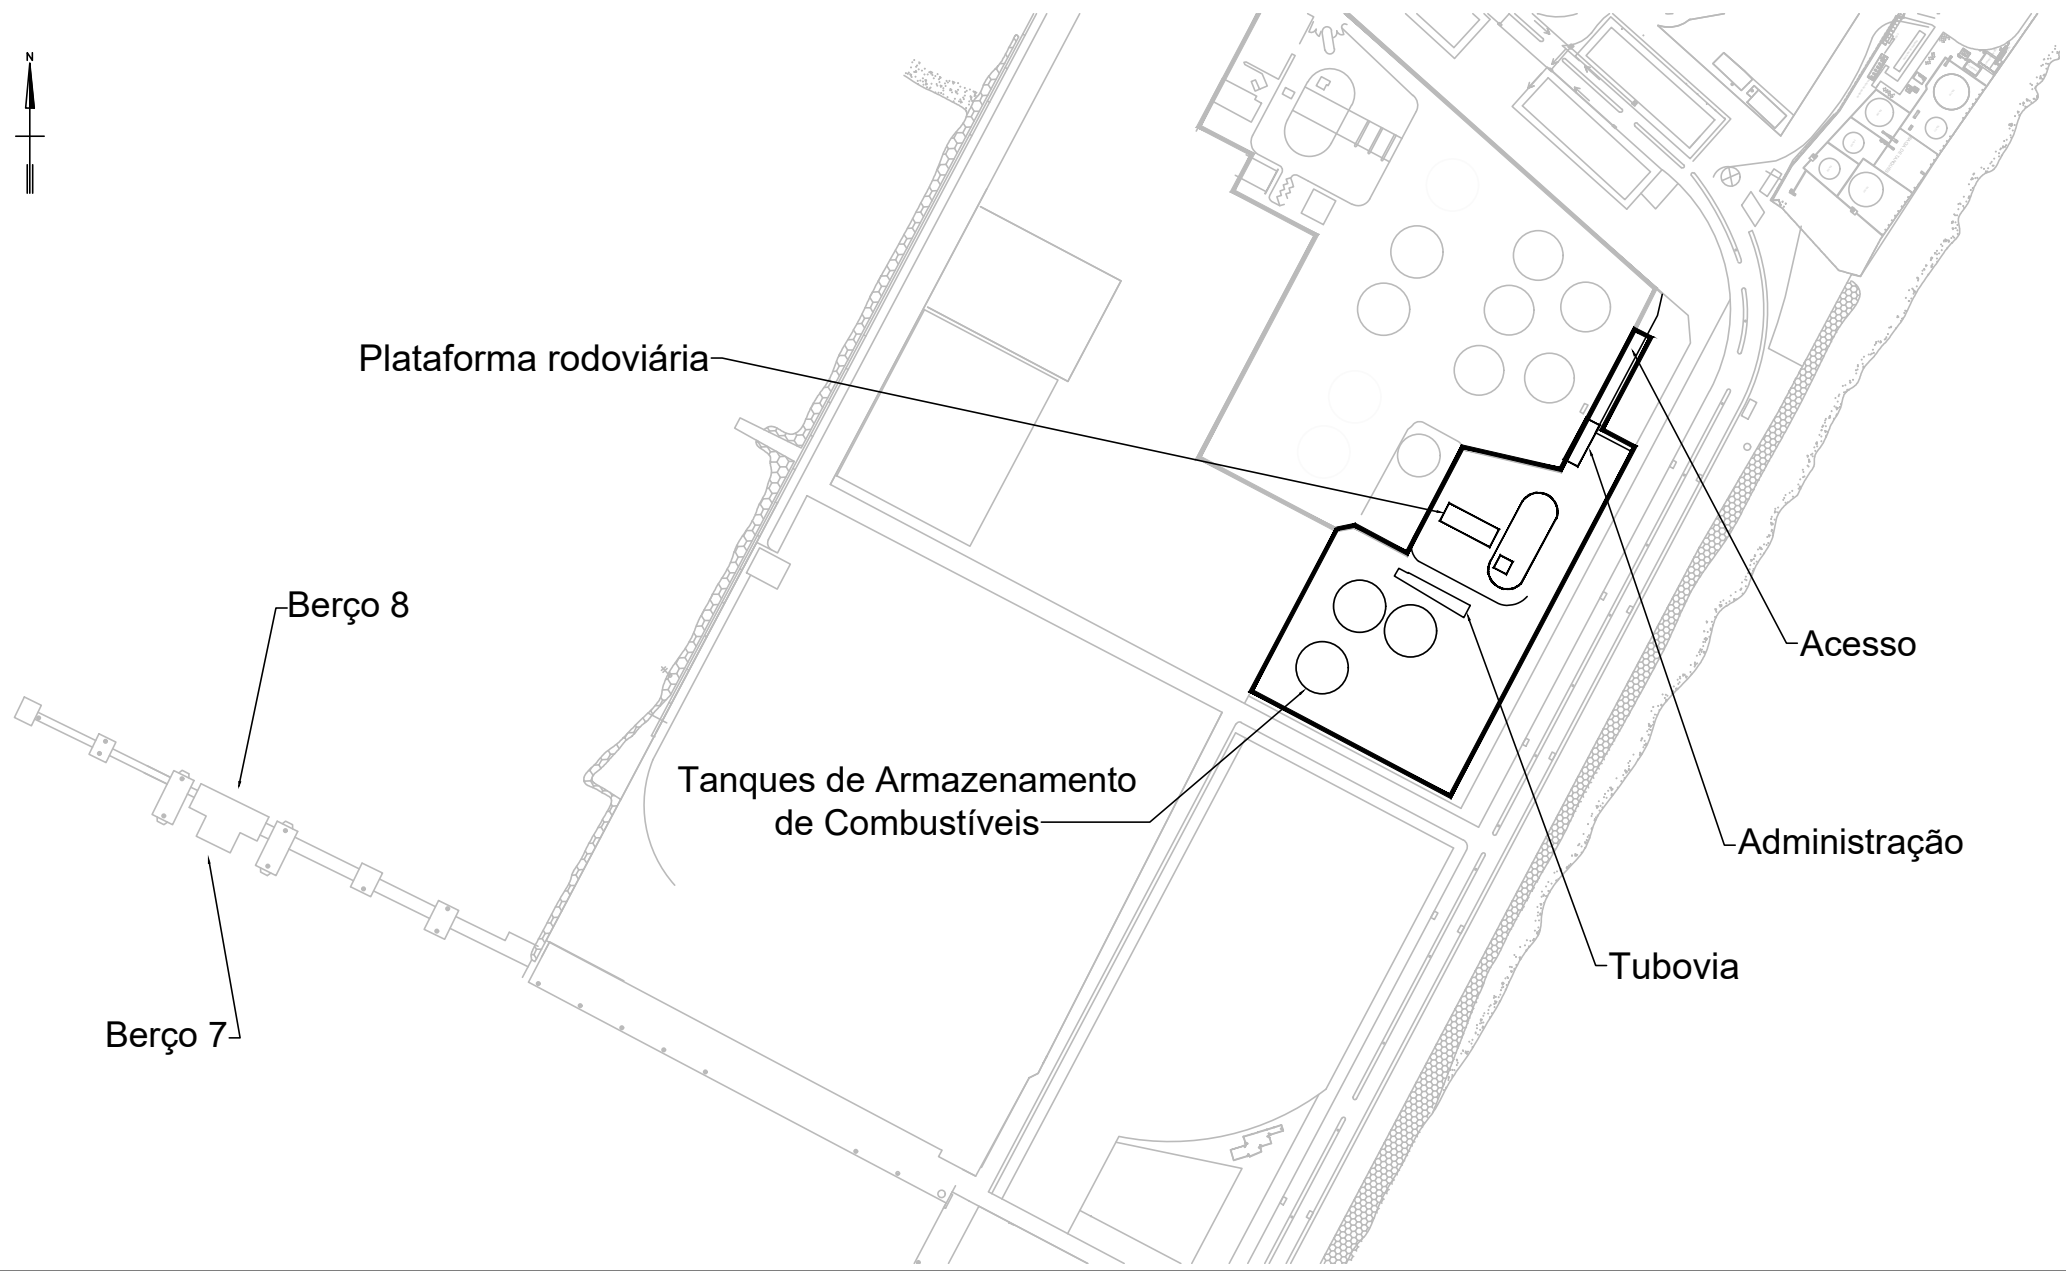 N
Plataforma rodoviária
Berço 8
Acesso
Tanques de Armazenamento
de Combustíveis
Administração
Tubovia
Berço 7